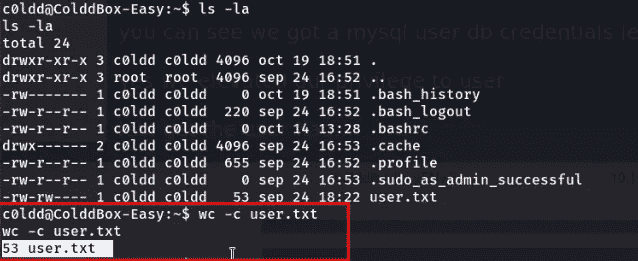 c0ldd@ColddBox-Easy:~$ ls -la
ls -la
you can see we got a mysql user db credentials
total 24
drwxr-xr-x 3 c0ldd c0ldd 4096 oct 19 18:51 .
drwxr-xr-x 3 root  root  4096 sep 24 16:52 ..
-rw------- 1 c0ldd c0ldd    0 oct 19 18:51 .bash_history
-rw-r--r-- 1 c0ldd c0ldd  220 sep 24 16:52 .bash_logout
-rw-r--r-- 1 c0ldd c0ldd    0 oct 14 13:28 .bashrc
drwx------ 2 c0ldd c0ldd 4096 sep 24 16:53 .cache
-rw-r--r-- 1 c0ldd c0ldd  655 sep 24 16:52 .profile
-rw-r--r-- 1 c0ldd c0ldd    0 sep 24 16:53 .sudo_as_admin_successful
-rw-rw---- 1 c0ldd c0ldd   53 sep 24 18:22 user.txt
c0ldd@ColddBox-Easy:~$ wc -c user.txt
wc -c user.txt
53 user.txt